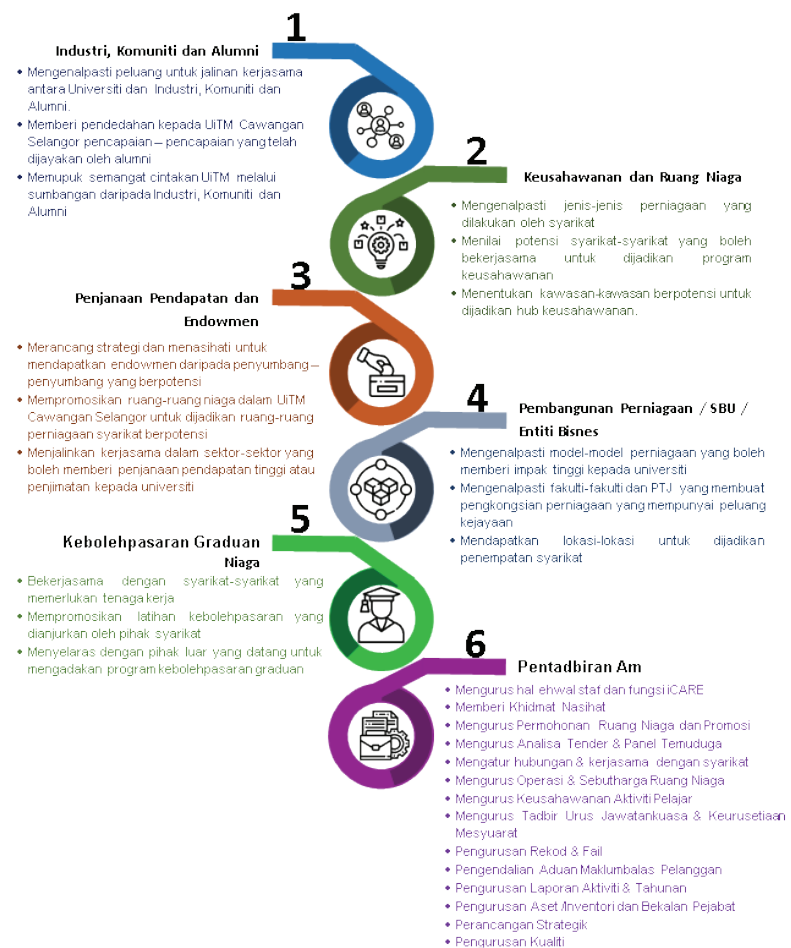 1
Industri, Komuniti dan Alumni
◆ Mengenalpasti peluang untuk jalinan kerjasama
antara Universiti dan Industri, Komuniti dan
Alumni.
◆ Memberi pendedahan kepada UiTM Cawangan
Selangor pencapaian – pencapaian yang telah
dijayakan oleh alumni
◆ Memupuk semangat cintakan UiTM melalui
sumbangan daripada Industri, Komuniti dan
Alumni
2
Keusahawanan dan Ruang Niaga
◆ Mengenalpasti jenis-jenis perniagaan yang
dilakukan oleh syarikat
◆ Menilai potensi syarikat-syarikat yang boleh
bekerjasama untuk dijadikan program
keusahawanan
◆ Menentukan kawasan-kawasan berpotensi untuk
dijadikan hub keusahawanan.
3
Penjanaan Pendapatan dan
Endowmen
◆ Merancang strategi dan menasihati untuk
mendapatkan endowmen daripada penyumbang –
penyumbang yang berpotensi
◆ Mempromosikan ruang-ruang niaga dalam UiTM
Cawangan Selangor untuk dijadikan ruang-ruang
perniagaan syarikat berpotensi
◆ Menjalinkan kerjasama dalam sektor-sektor yang
boleh memberi penjanaan pendapatan tinggi atau
penjimatan kepada universiti
4
Pembangunan Perniagaan / SBU /
Entiti Bisnes
◆ Mengenalpasti model-model perniagaan yang boleh
memberi impak tinggi kepada universiti
◆ Mengenalpasti fakulti-fakulti dan PTJ yang membuat
pengkongsian perniagaan yang mempunyai peluang
kejayaan
◆ Mendapatkan lokasi-lokasi untuk dijadikan
penempatan syarikat
5
Kebolehpasaran Graduan
Niaga
◆ Bekerjasama dengan syarikat-syarikat yang
memerlukan tenaga kerja
◆ Mempromosikan latihan kebolehpasaran yang
dianjurkan oleh pihak syarikat
◆ Menyelaras dengan pihak luar yang datang untuk
mengadakan program kebolehpasaran graduan
6
Pentadbiran Am
◆ Mengurus hal ehwal staf dan fungsi iCARE
◆ Memberi Khidmat Nasihat
◆ Mengurus Permohonan Ruang Niaga dan Promosi
◆ Mengurus Analisa Tender & Panel Temuduga
◆ Mengatur hubungan & kerjasama dengan syarikat
◆ Mengurus Operasi & Sebutharga Ruang Niaga
◆ Mengurus Keusahawanan Aktiviti Pelajar
◆ Mengurus Tadbir Urus Jawatankuasa & Keurusetiaan
Mesyuarat
◆ Pengurusan Rekod & Fail
◆ Pengendalian Aduan Maklumbalas Pelanggan
◆ Pengurusan Laporan Aktiviti & Tahunan
◆ Pengurusan Aset /Inventori dan Bekalan Pejabat
◆ Perancangan Strategik
◆ Pengurusan Kualiti